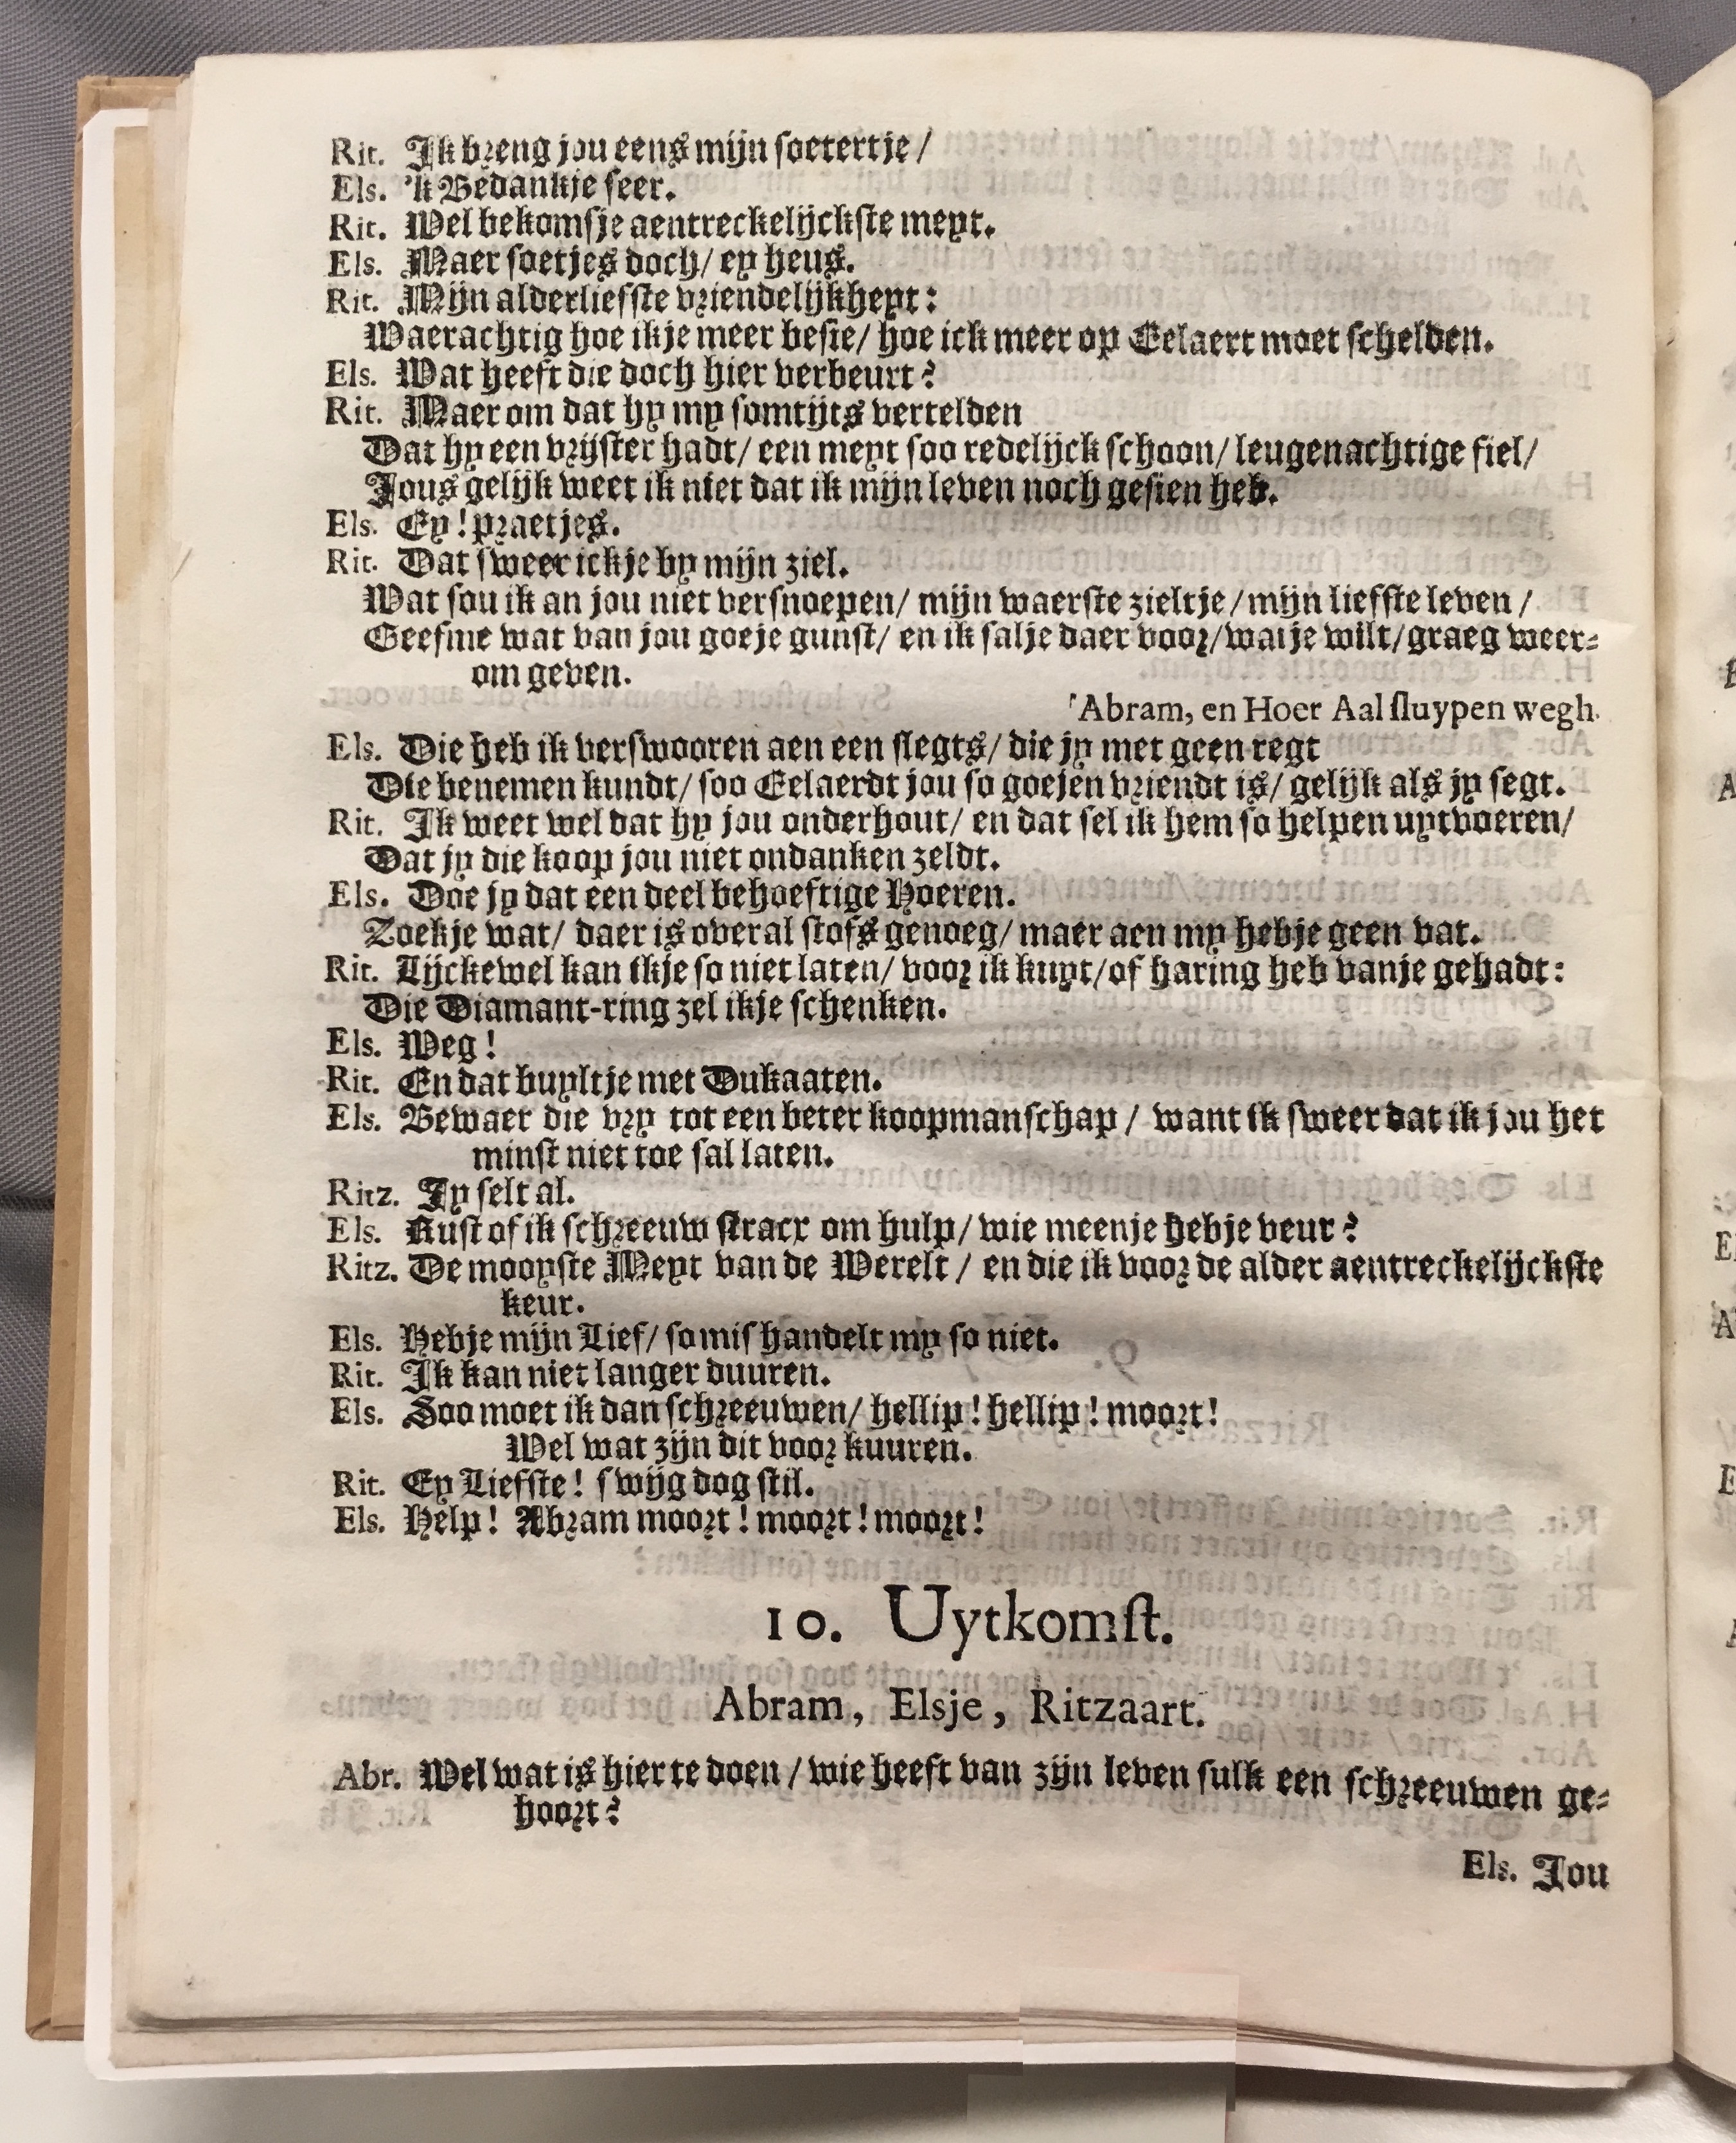 Rit. Ik breng jou eens mijn soetertje /
Els. 'k Bedankje seer.
Rit. Wel bekomsje aentreckelijckste meyt.
Els. Maer soetjes doch / ey heus.
Rit. Mijn alderliefste vriendelijkheyt:
Waerachtig hoe ikje meer besie / hoe ick meer op Eelaert moet schelden.
Els. Wat heeft die doch hier verbeurt?
Rit. Maer om dat hy my somtijts vertelden
Dat hy een vrijster hadt / een meyt soo redelijck schoon / leugenachtige fiel /
Jous gelijk weet ik niet dat ik mijn leven noch gesien heb.
Els. Ey! praetjes.
Rit. Dat sweer ickje by mijn ziel.
Wat sou ik an jou niet versnoepen / mijn waerste zieltje / mijn liefste leven /
Geefme wat van jou goeje gunst / en ik salje daer voor / watje wilt / graeg weer-
om geven.
Abram, en Hoer Aal sluypen wegh.
Els. Die heb ik verswooren aen een slegts / die jy met geen regt
Die benemen kundt / soo Eelaerdt jou so goejen vriendt is / gelijk als jy segt.
Rit. Ik weet wel dat hy jou onderhout / en dat sel ik hem so helpen uytvoeren /
Dat jy die koop jou niet ondanken zeldt.
Els. Doe jy dat een deel behoeftige Hoeren.
Zoekje wat / daer is overal stofs genoeg / maer aen my hebje geen vat.
Rit. Lijckewel kan ikje so niet laten / voor ik kuyt / of haring heb vanje gehadt:
Die Diamant-ring zel ikje schenken.
Els. Weg!
Rit. En dat buyltje met Dukaaten.
Els. Bewaer die vry tot een beter koopmanschap / want ik sweer dat ik jou het
minst niet toe sal laten.
Ritz. Jy selt al.
Els. Rust of ik schreeuw stracx om hulp / wie meenje hebje veur?
Ritz. De mooyste Meyt van de Werelt / en die ik voor de alder aentreckelijckste
keur.
Els. Hebje mijn Lief / so mis handelt my so niet.
Rit. Ik kan niet langer duuren.
Els. Soo moet ik dan schreeuwen / hellip! hellip! moort!
Wel wat zijn dit voor kuuren.
Rit. Ey Liefste! swijg dog stil.
Els. Help! Abram moort! moort! moort!
10. Uytkomst.
Abram, Elsje, Ritzaart.
Abr. Wel wat is hier te doen / wie heeft van zijn leven sulk een schreeuwen ge-
hoort?
Els. Jou